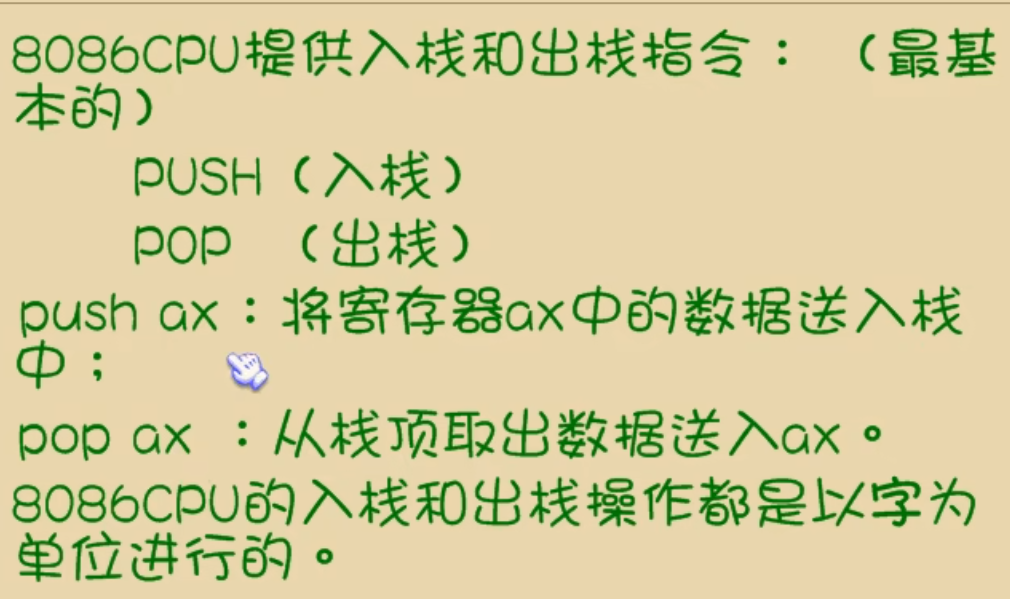 8086CPU提供入栈和出栈指令： （最基
本的）
PUSH（入栈）
POP （出栈）
push ax：将寄存器ax中的数据送入栈
中；
pop ax ：从栈顶取出数据送入ax。
8086CPU的入栈和出栈操作都是以字为
单位进行的。